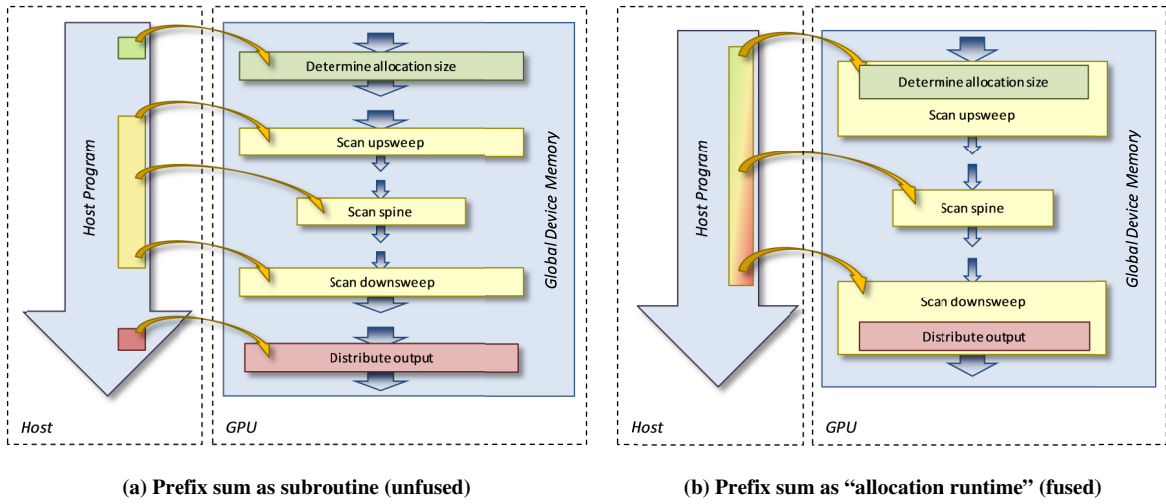 Host Program
Determine allocation size
Scan upsweep
Scan spine
Scan downsweep
Distribute output
Global Device Memory
Host
GPU
(a) Prefix sum as subroutine (unfused)
Host Program
Determine allocation size
Scan upsweep
Scan spine
Scan downsweep
Distribute output
Global Device Memory
Host
GPU
(b) Prefix sum as “allocation runtime” (fused)